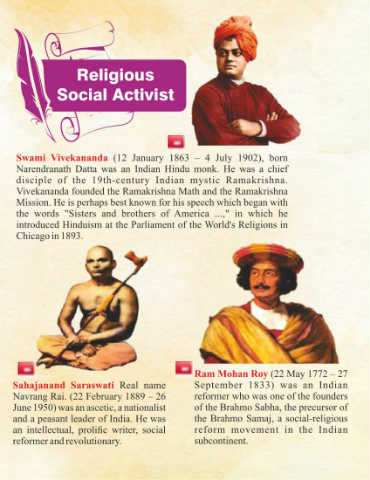 Religious
Social Activist
Swami Vivekananda (12 January 1863 – 4 July 1902), born
Narendranath Datta was an Indian Hindu monk. He was a chief
disciple of the 19th-century Indian mystic Ramakrishna.
Vivekananda founded the Ramakrishna Math and the Ramakrishna
Mission. He is perhaps best known for his speech which began with
the words "Sisters and brothers of America ...," in which he
introduced Hinduism at the Parliament of the World's Religions in
Chicago in 1893.
Sahajanand Saraswati Real name
Navrang Rai. (22 February 1889 – 26
June 1950) was an ascetic, a nationalist
and a peasant leader of India. He was
an intellectual, prolific writer, social
reformer and revolutionary.
Ram Mohan Roy (22 May 1772 – 27
September 1833) was an Indian
reformer who was one of the founders
of the Brahmo Sabha, the precursor of
the Brahmo Samaj, a social-religious
reform movement in the Indian
subcontinent.